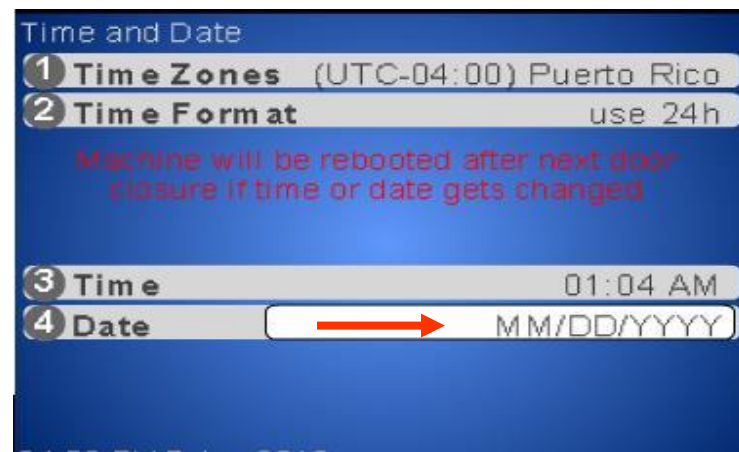 Time and Date
1 Time Zones (UTC-04:00) Puerto Rico
2 Time Format use 24h
Machine will be rebooted after next door
closure if time or date gets changed
3 Time 01:04 AM
4 Date MM/DD/YYYY